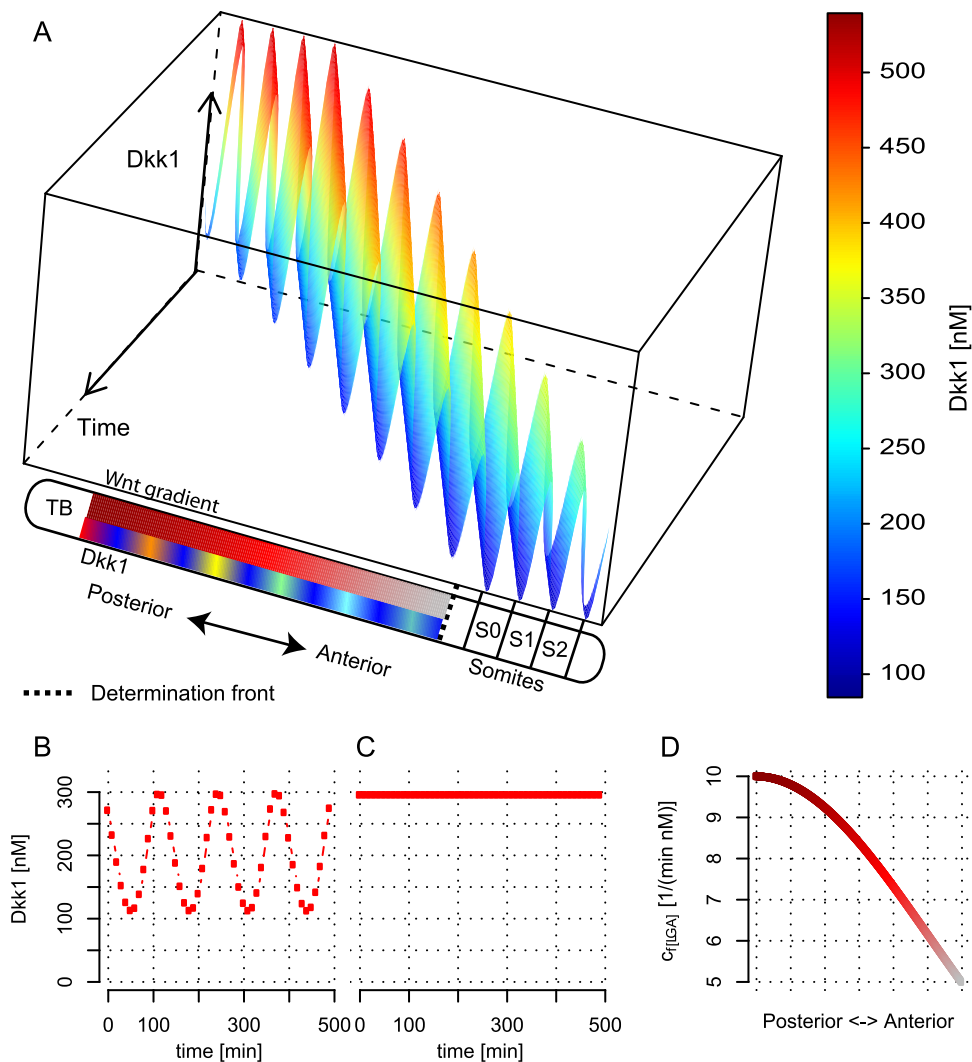 A
Dkk1
Time
500
450
400
350
300
250
200
150
100
Dkk1 [nM]
Wnt gradient
TB
Dkk1
Posterior
Anterior
S0
S1
S2
Somites
Determination front
B
Dkk1 [nM]
300
200
100
0
0
100
300
500
time [min]
C
0
100
300
500
time [min]
D
c f[LGA] [1/(min nM)]
10
9
8
7
6
5
Posterior <-> Anterior